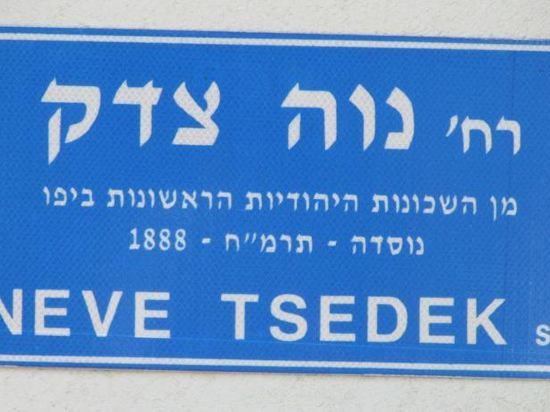 רח' נוה צדק
מן השכונות היהודיות הראשונות ביפו
נוסדה - תרמ"ח - 1888
NEVE TSEDEK